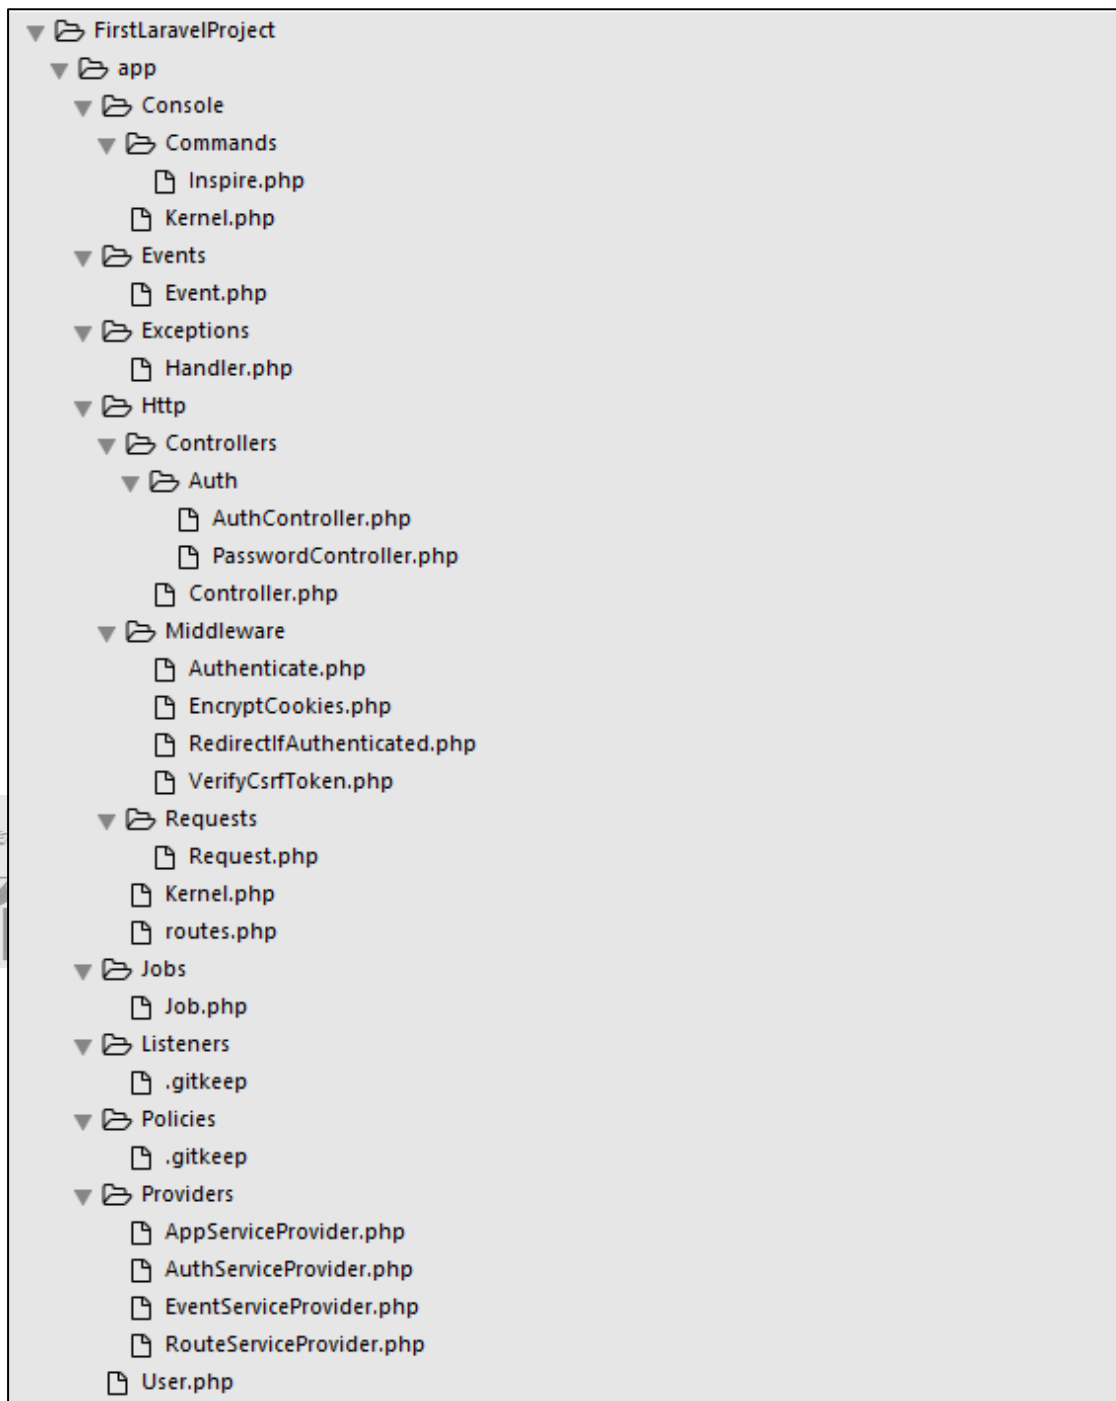 FirstLaravelProject
app
Console
Commands
Inspire.php
Kernel.php
Events
Event.php
Exceptions
Handler.php
Http
Controllers
Auth
AuthController.php
PasswordController.php
Controller.php
Middleware
Authenticate.php
EncryptCookies.php
RedirectIfAuthenticated.php
VerifyCsrfToken.php
Requests
Request.php
Kernel.php
routes.php
Jobs
Job.php
Listeners
.gitkeep
Policies
.gitkeep
Providers
AppServiceProvider.php
AuthServiceProvider.php
EventServiceProvider.php
RouteServiceProvider.php
User.php